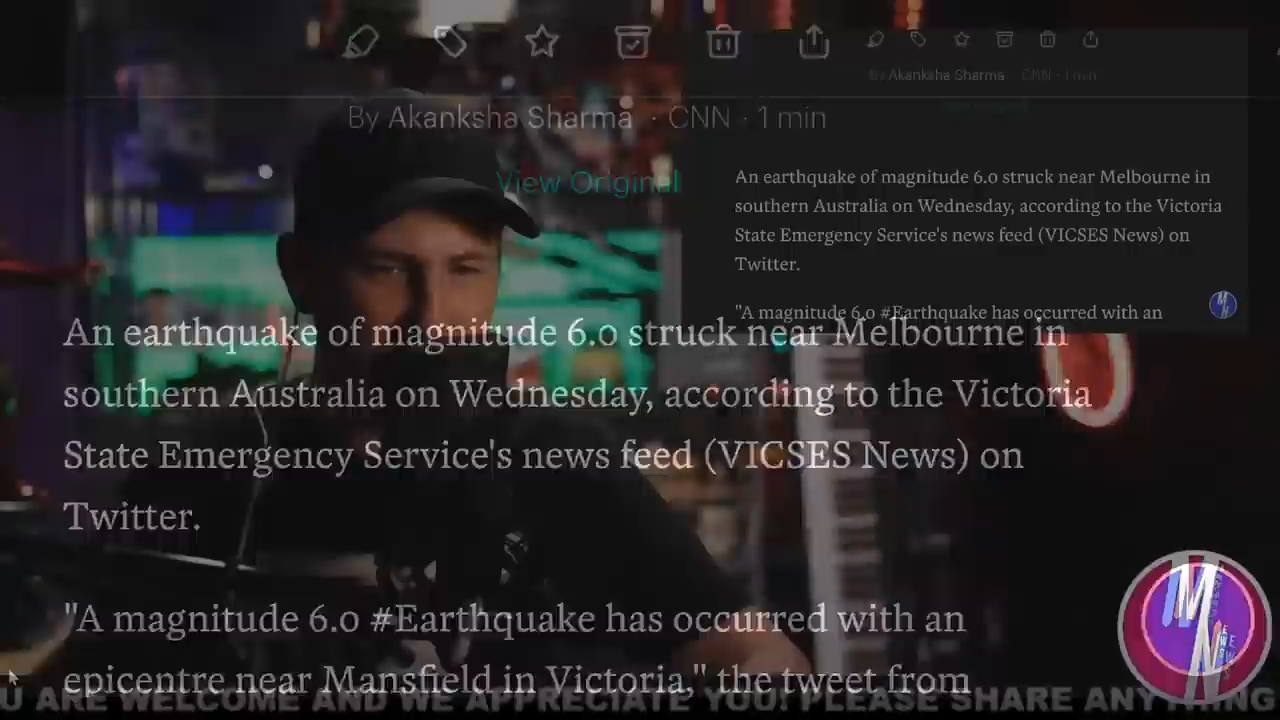 By Akanksha Sharma · CNN · 1 min
View Original
An earthquake of magnitude 6.0 struck near Melbourne in
southern Australia on Wednesday, according to the Victoria
State Emergency Service's news feed (VICSES News) on
Twitter.
"A magnitude 6.0 #Earthquake has occurred with an
epicentre near Mansfield in Victoria," the tweet from
By Akanksha Sharma · CNN · 1 min
An earthquake of magnitude 6.0 struck near Melbourne in
southern Australia on Wednesday, according to the Victoria
State Emergency Service's news feed (VICSES News) on
Twitter.
"A magnitude 6.0 #Earthquake has occurred with an
U ARE WELCOME AND WE APPRECIATE YOU! PLEASE SHARE ANYTHING